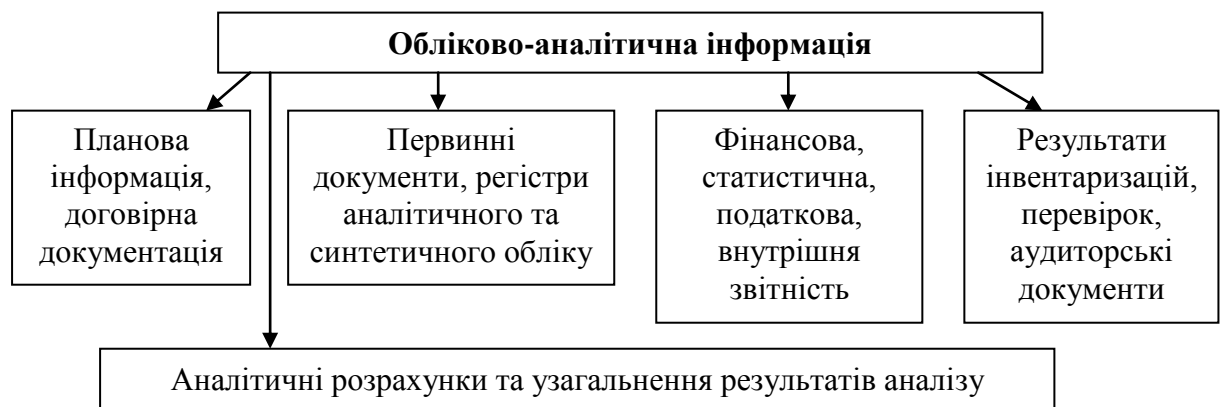 Обліково-аналітична інформація
Планова
інформація,
договірна
документація
Первинні
документи, регістри
аналітичного та
синтетичного обліку
Фінансова,
статистична,
податкова,
внутрішня
звітність
Результати
інвентаризацій,
перевірок,
аудиторські
документи
Аналітичні розрахунки та узагальнення результатів аналізу